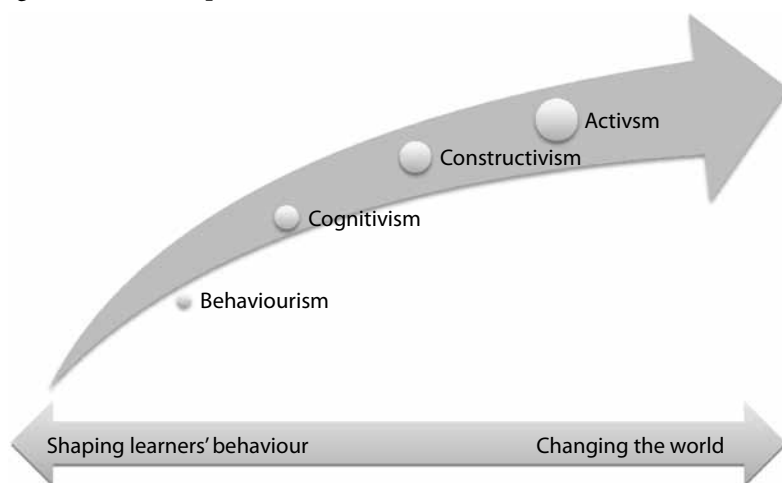 Activsm
Constructivism
Cognitivism
Behaviourism
Shaping learners' behaviour
Changing the world